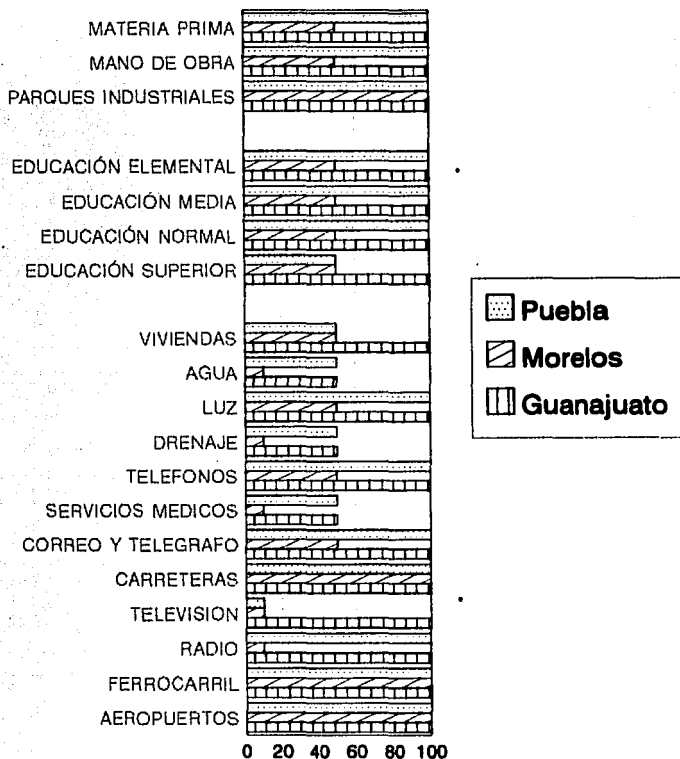 MATERIA PRIMA
MANO DE OBRA
PARQUES INDUSTRIALES
EDUCACIÓN ELEMENTAL
EDUCACIÓN MEDIA
EDUCACIÓN NORMAL
EDUCACIÓN SUPERIOR
VIVIENDAS
AGUA
LUZ
DRENAJE
TELEFONOS
SERVICIOS MEDICOS
CORREO Y TELEGRAFO
CARRETERAS
TELEVISION
RADIO
FERROCARRIL
AEROPUERTOS
0 20 40 60 80 100
Puebla
Morelos
Guanajuato